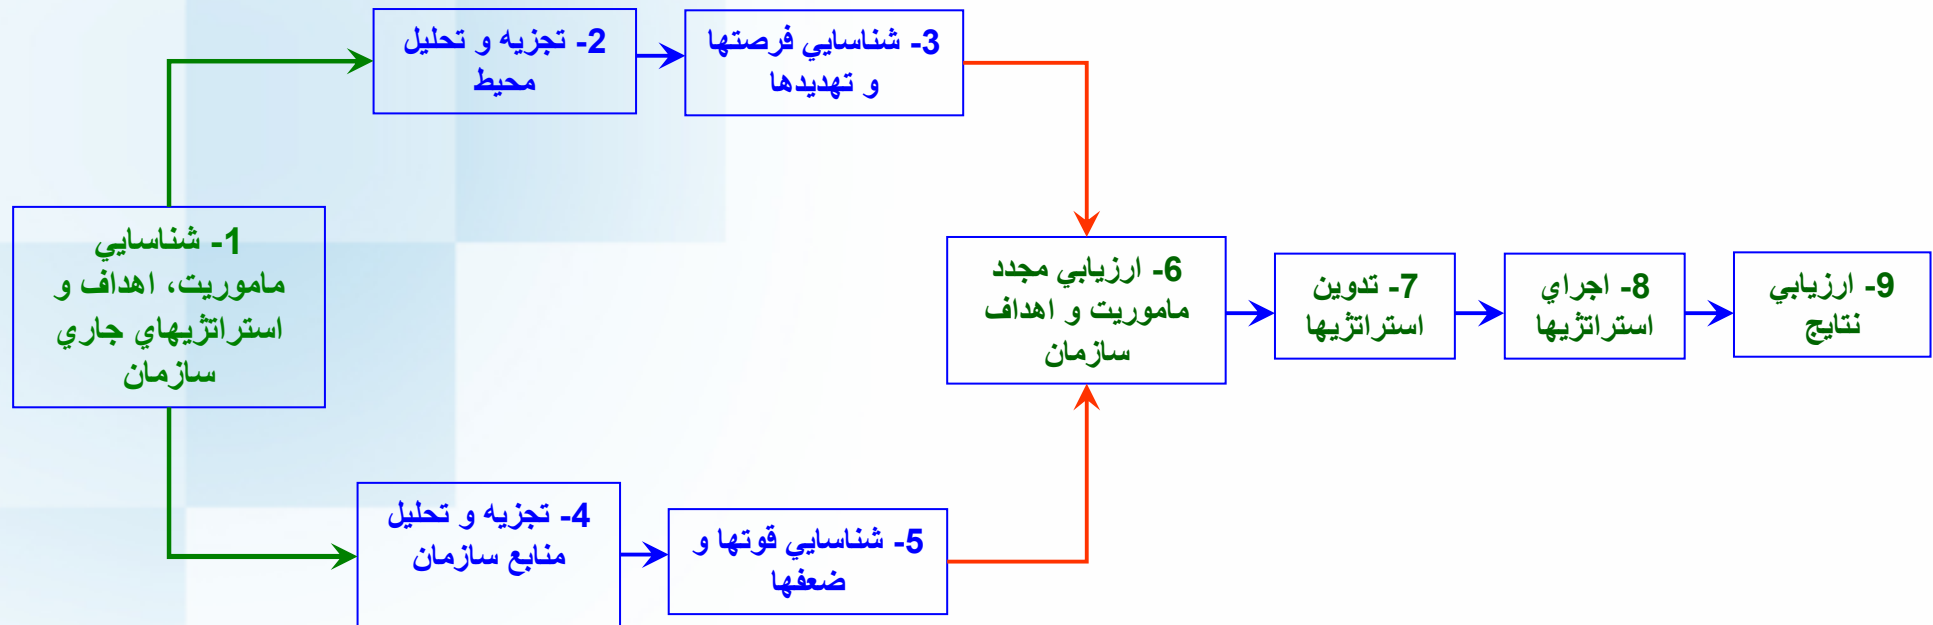 1- شناسايي
ماموريت، اهداف و
استراتژيهاي جاري
سازمان
2- تجزيه و تحليل
محيط
3- شناسايي فرصتها
و تهديدها
4- تجزيه و تحليل
منابع سازمان
5- شناسايي قوتها و
ضعفها
6- ارزيابي مجدد
ماموريت و اهداف
سازمان
7- تدوين
استراتژيها
8- اجراي
استراتژيها
9- ارزيابي
نتايج